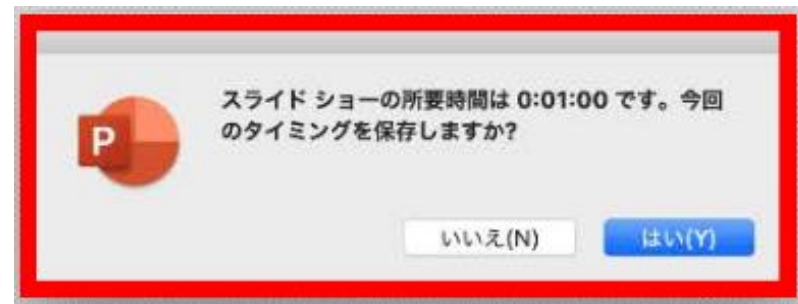 スライド ショーの所要時間は 0:01:00 です。今回
のタイミングを保存しますか?
P
いいえ(N)
はい(Y)